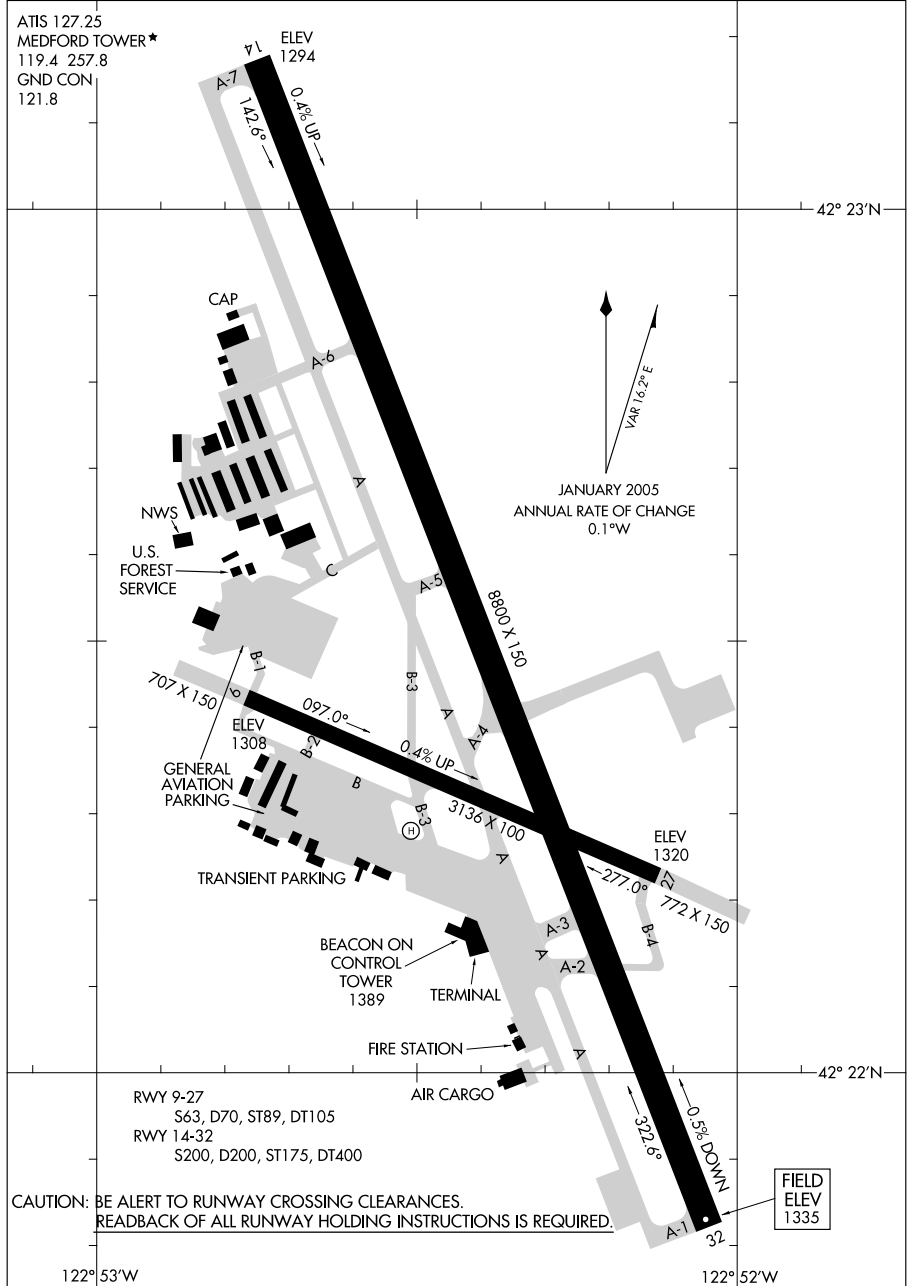 ATIS 127.25
MEDFORD TOWER★
119.4 257.8
GND CON
121.8
14
ELEV
1294
A-7
142.6°
0.4% UP
42° 23'N
CAP
A-6
VAR 16.2° E
JANUARY 2005
ANNUAL RATE OF CHANGE
0.1°W
A
NWS
U.S.
FOREST
SERVICE
C
A-5
8800 X 150
B-1
B-3
707 X 150
9
097.0°
A
ELEV
1308
B-2
0.4% UP
A-4
GENERAL
AVIATION
PARKING
B
B-3
3136 X 100
H
A
ELEV
1320
TRANSIENT PARKING
277.0°
27
772 X 150
A-3
B-4
BEACON ON
CONTROL
TOWER
1389
A
A-2
TERMINAL
FIRE STATION
A
AIR CARGO
42° 22'N
RWY 9-27
S63, D70, ST89, DT105
RWY 14-32
S200, D200, ST175, DT400
322.6°
0.5% DOWN
FIELD
ELEV
1335
CAUTION: BE ALERT TO RUNWAY CROSSING CLEARANCES.
READBACK OF ALL RUNWAY HOLDING INSTRUCTIONS IS REQUIRED.
A-1
32
122° 53'W
122° 52'W